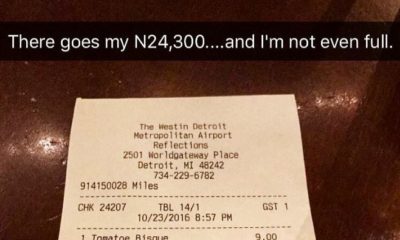 There goes my N24,300....and I'm not even full.
The Westin Detroit
Metropolitan Airport
Reflections
2501 Worldgateway Place
Detroit, MI 48242
734-229-6782
914150028 Miles
CHK 24207 TBL 14/1 GST 1
10/23/2016 8:57 PM
1 Tomatoe Bisque 9.00